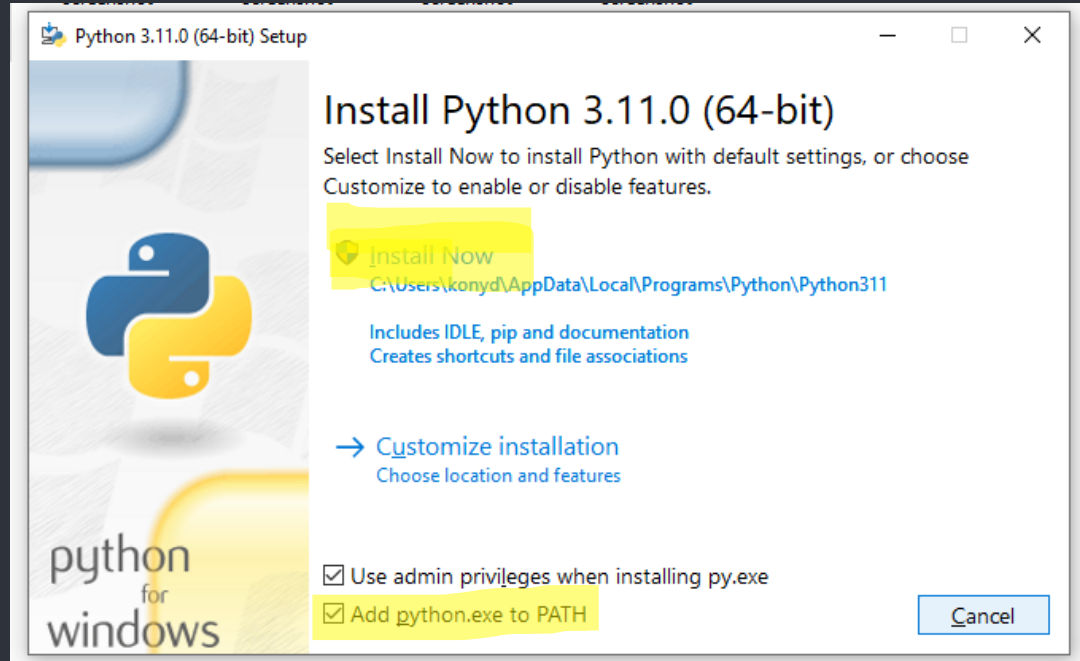 Python 3.11.0 (64-bit) Setup
Install Python 3.11.0 (64-bit)
Select Install Now to install Python with default settings, or choose
Customize to enable or disable features.
Install Now
C:\Users\konyd\AppData\Local\Programs\Python\Python311
Includes IDLE, pip and documentation
Creates shortcuts and file associations
Customize installation
Choose location and features
Use admin privileges when installing py.exe
Add python.exe to PATH
Cancel
python
for
windows